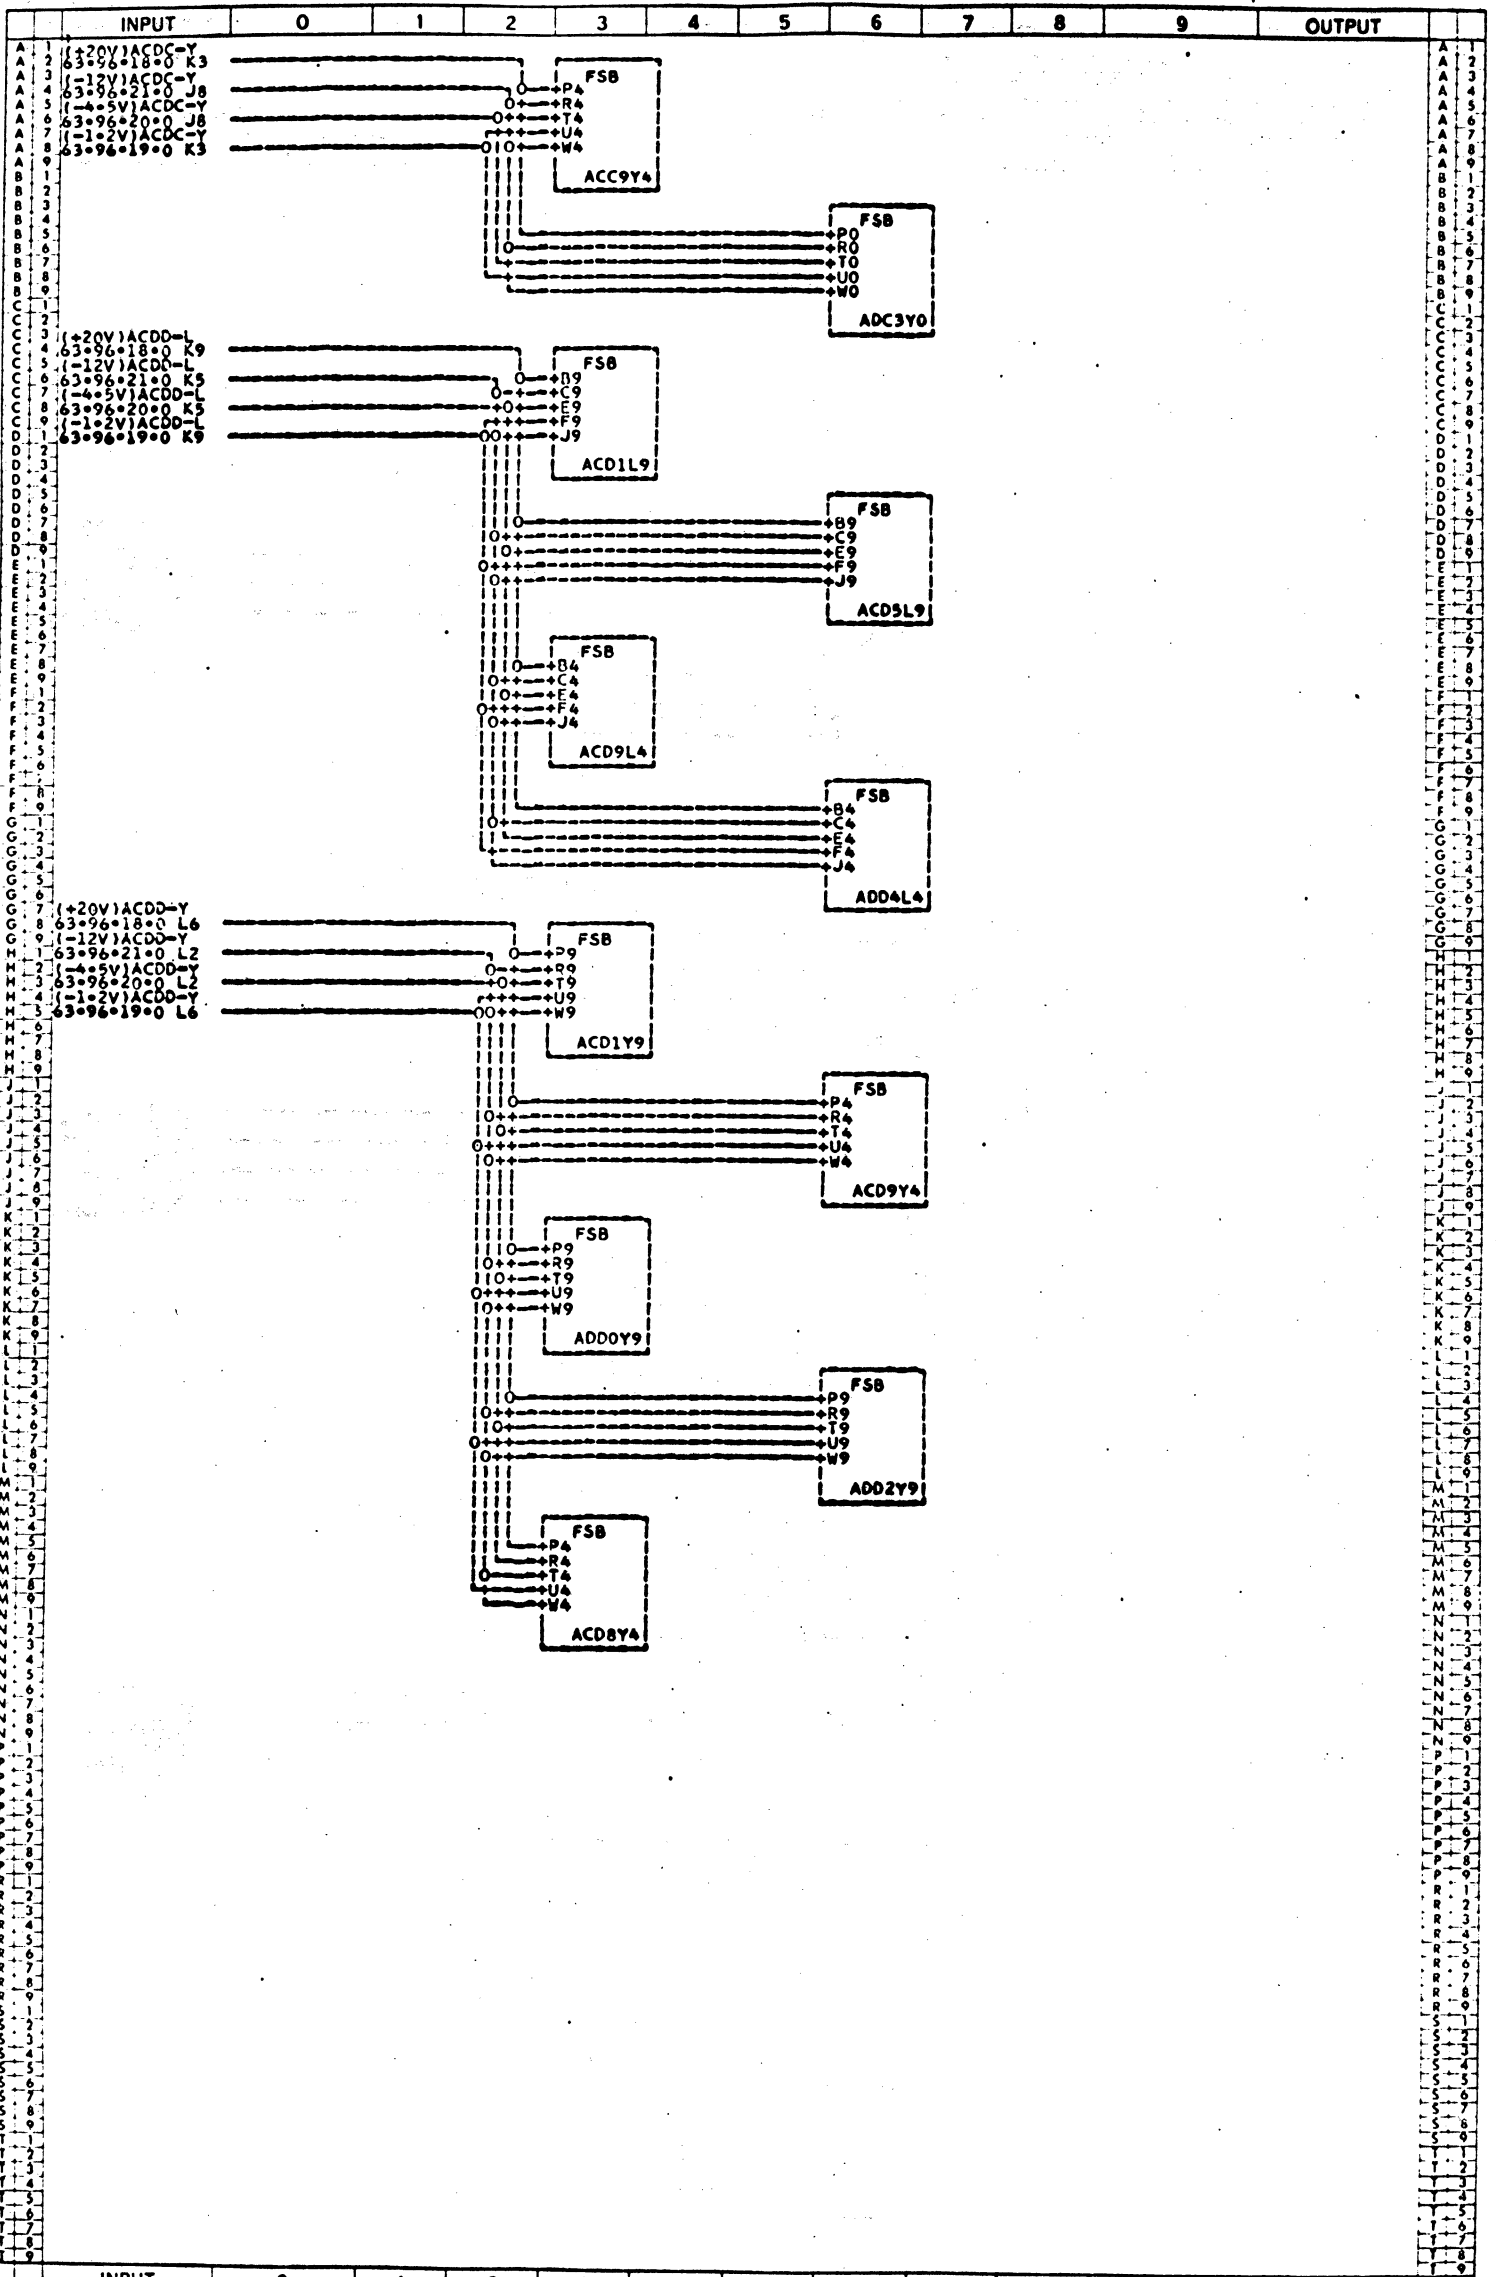 INPUT 0 1 2 3 4 5 6 7 8 9 OUTPUT
(+20V)ACDC-Y
63•96•18•0 K3
(-12V)ACDC-Y
63•96•21•0 J8
(-4•5V)ACDC-Y
63•96•20•0 J8
(-1•2V)ACDC-Y
63•96•19•0 K3
FSB
P4
R4
T4
U4
W4
ACC9Y4
FSB
P0
R0
T0
U0
W0
ADC3Y0
(+20V)ACDD-L
63•96•18•0 K9
(-12V)ACDD-L
63•96•21•0 K5
(-4•5V)ACDD-L
63•96•20•0 K5
(-1•2V)ACDD-L
63•96•19•0 K9
FSB
B9
C9
E9
F9
J9
ACD1L9
FSB
B9
C9
E9
F9
J9
ACD5L9
FSB
B4
C4
E4
F4
J4
ACD9L4
FSB
B4
C4
E4
F4
J4
ADD4L4
(+20V)ACDD-Y
63•96•18•0 L6
(-12V)ACDD-Y
63•96•21•0 L2
(-4•5V)ACDD-Y
63•96•20•0 L2
(-1•2V)ACDD-Y
63•96•19•0 L6
FSB
P9
R9
T9
U9
W9
ACD1Y9
FSB
P4
R4
T4
U4
W4
ACD9Y4
FSB
P9
R9
T9
U9
W9
ADD0Y9
FSB
P9
R9
T9
U9
W9
ADD2Y9
FSB
P4
R4
T4
U4
W4
ACD8Y4